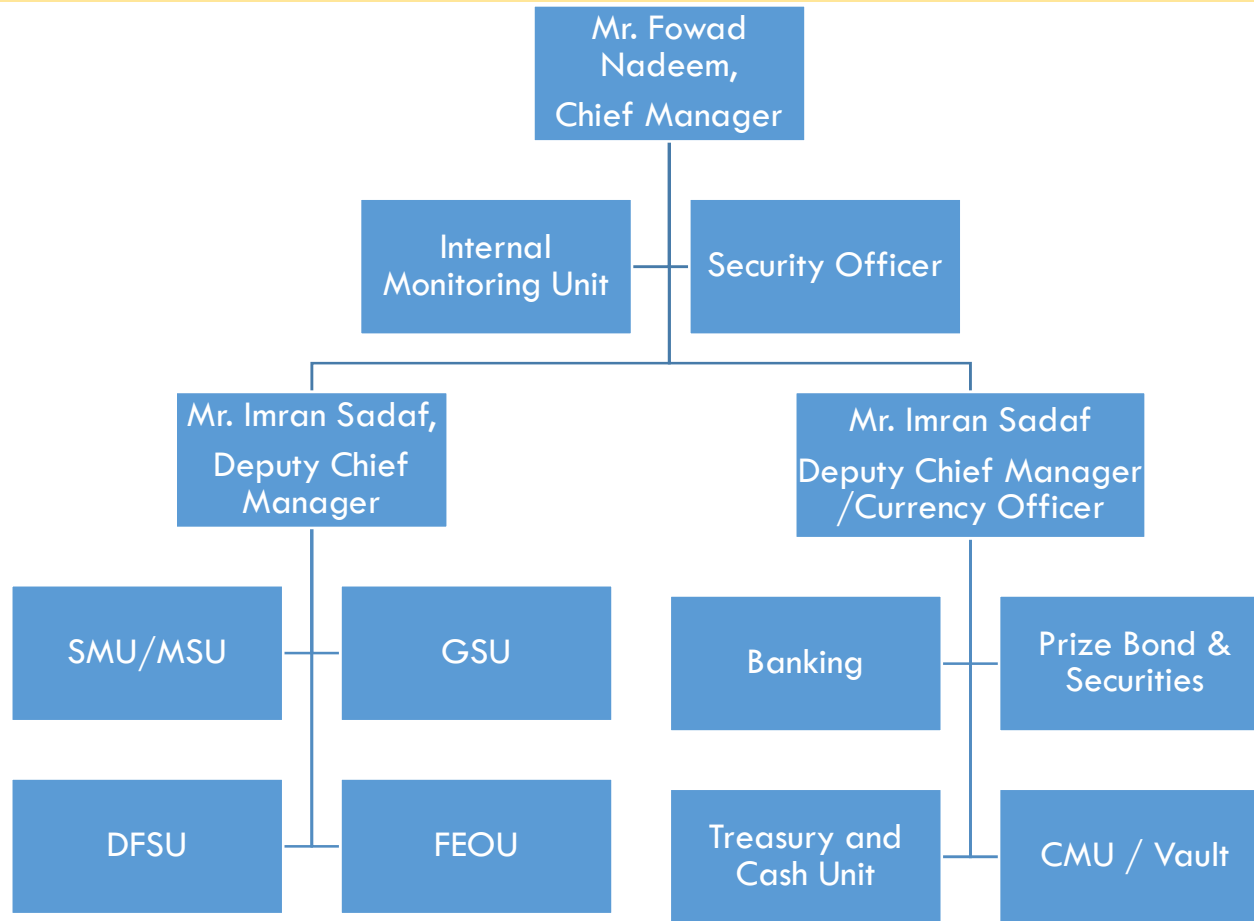 Mr. Fowad
Nadeem,
Chief Manager
Internal
Monitoring Unit
Security Officer
Mr. Imran Sadaf,
Deputy Chief
Manager
Mr. Imran Sadaf
Deputy Chief Manager
/Currency Officer
SMU/MSU
GSU
DFSU
FEOU
Banking
Prize Bond &
Securities
Treasury and
Cash Unit
CMU / Vault